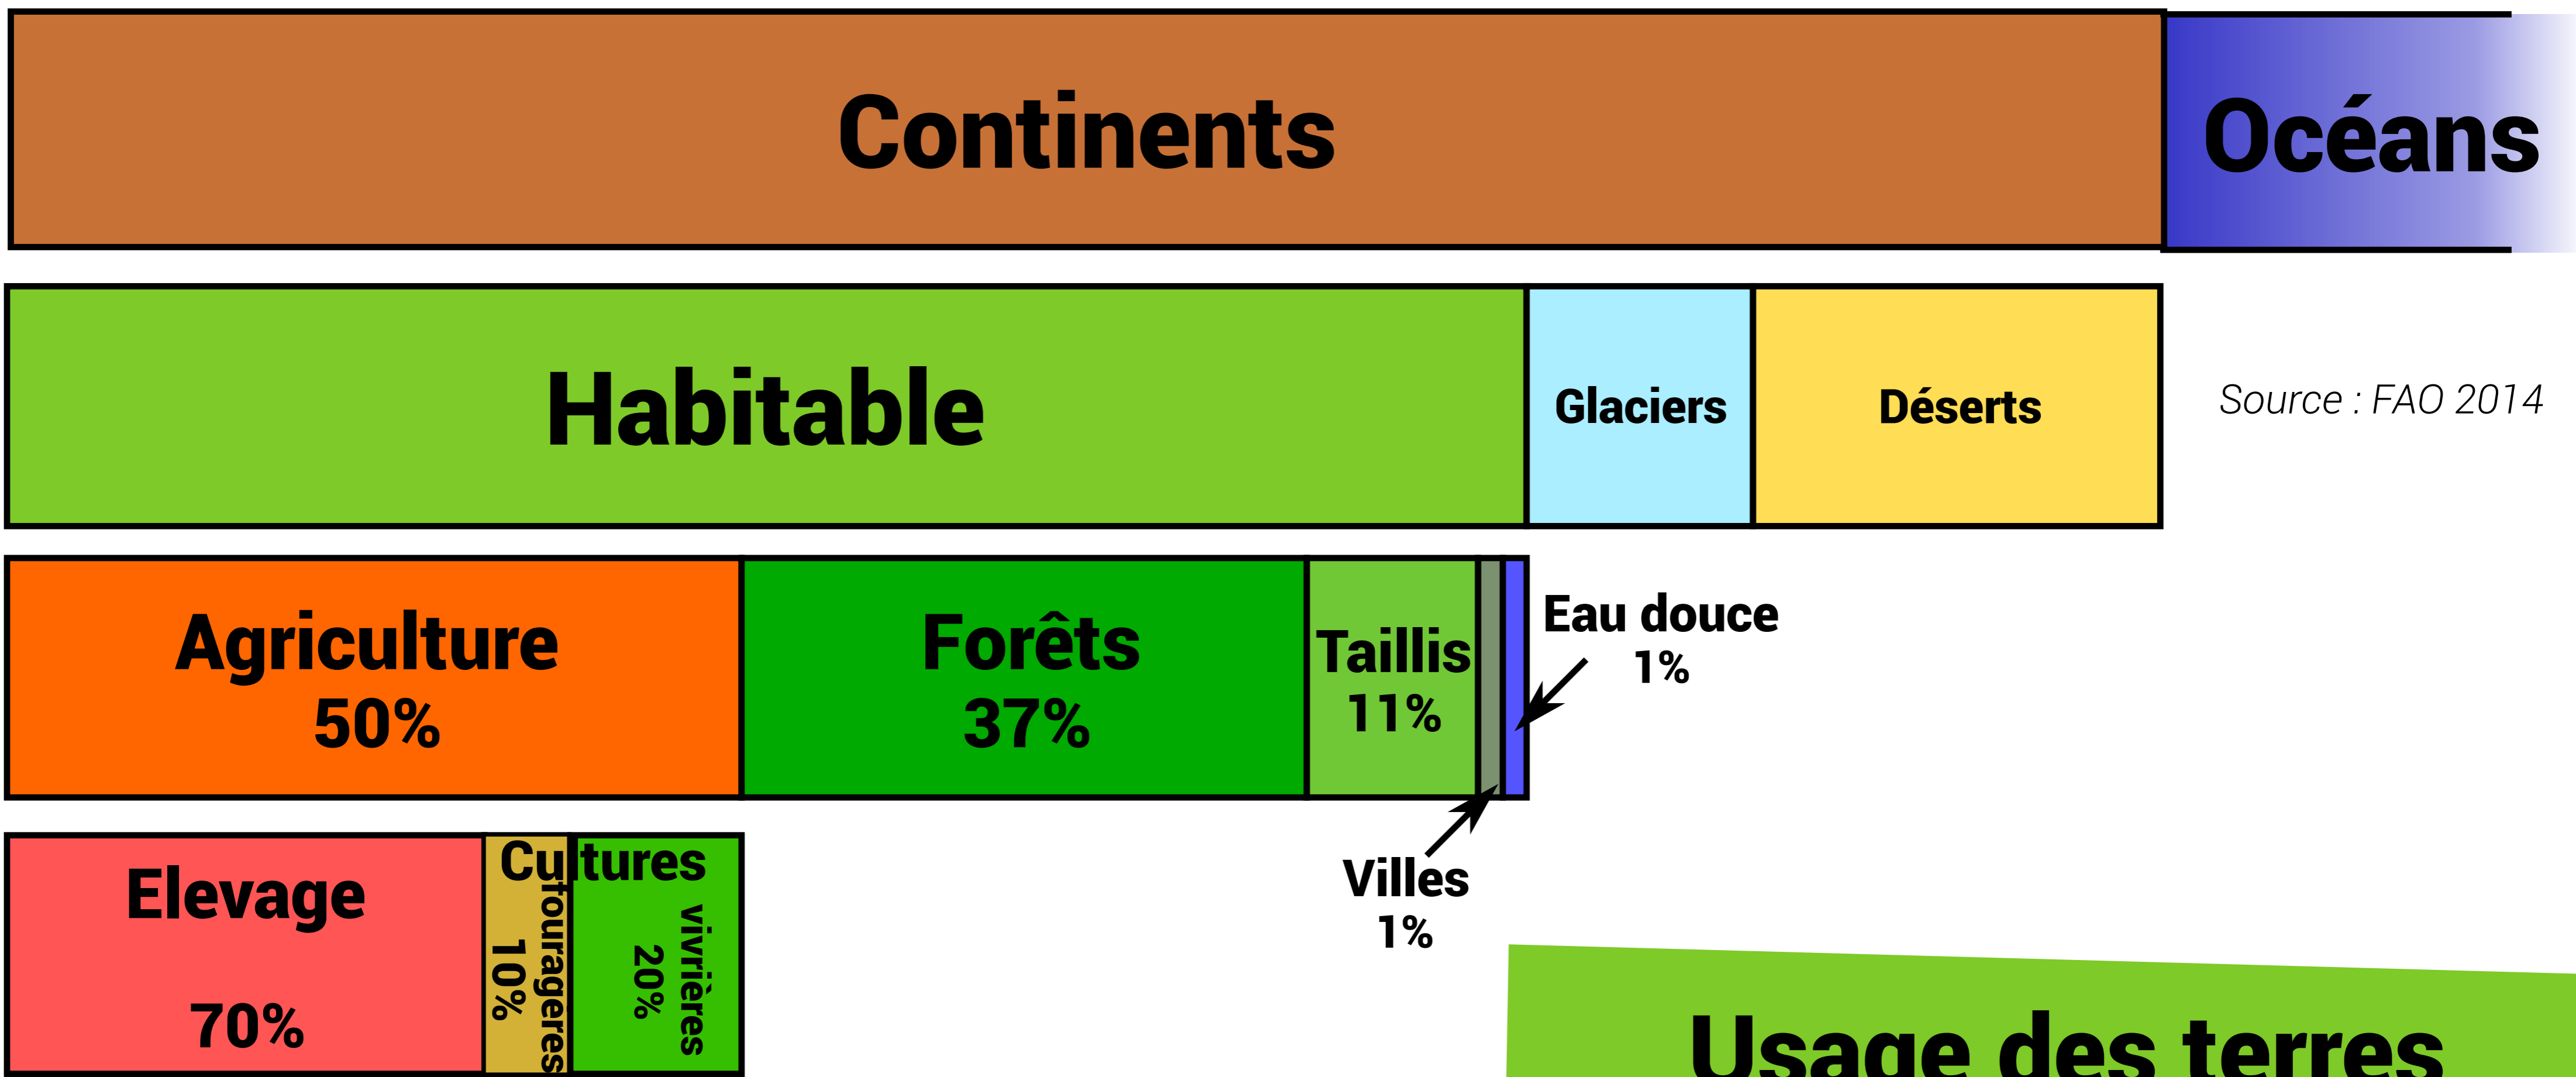 Continents
Océans
Habitable
Glaciers
Déserts
Source : FAO 2014
Agriculture
50%
Forêts
37%
Taillis
11%
Eau douce
1%
Villes
1%
Elevage
70%
Cultures
fouragères
10%
vivrières
20%
Usage des terres